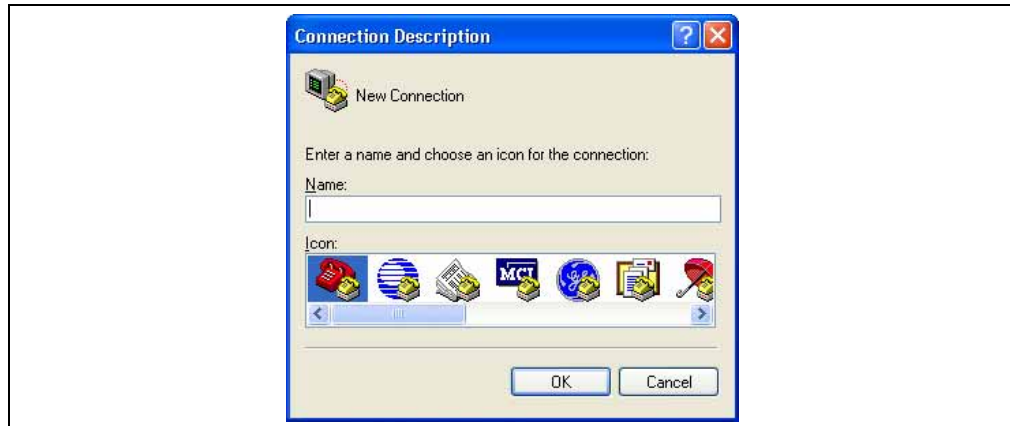 Connection Description
New Connection
Enter a name and choose an icon for the connection:
Name:
Icon:
MCI
OK Cancel